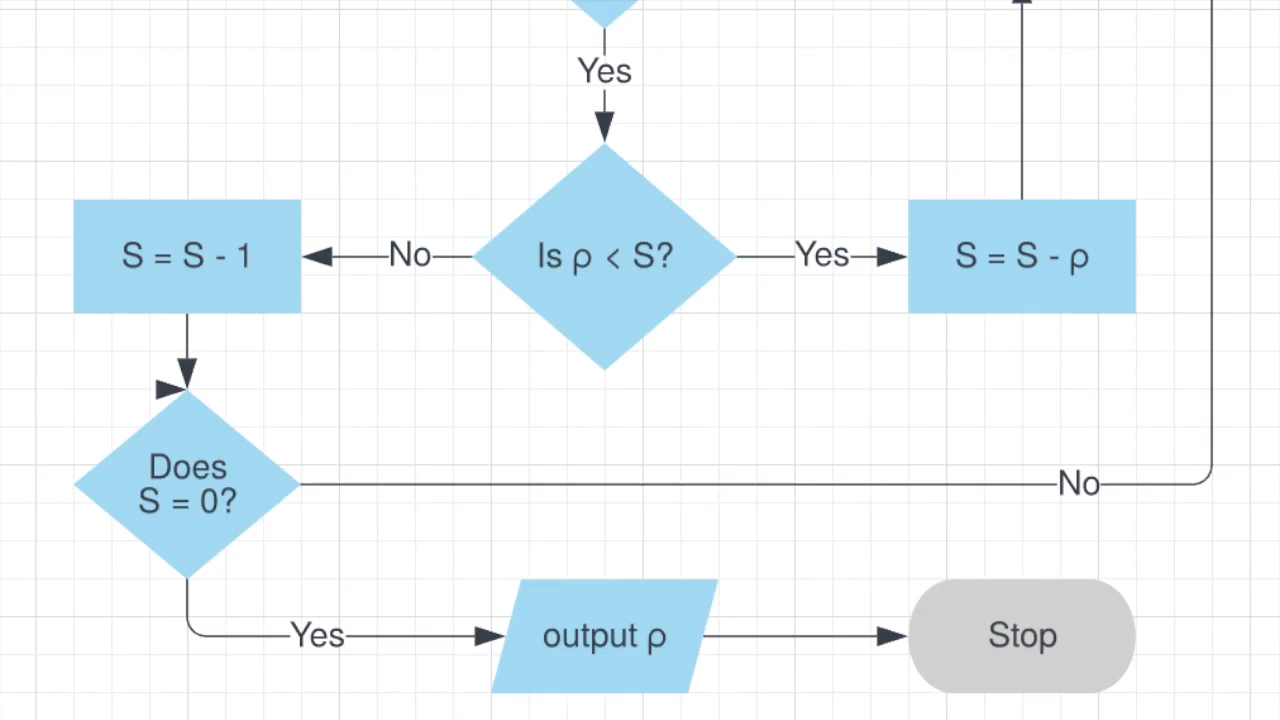 Yes
S = S - 1
No
Is ρ < S?
Yes
S = S - ρ
Does
S = 0?
No
Yes
output ρ
Stop